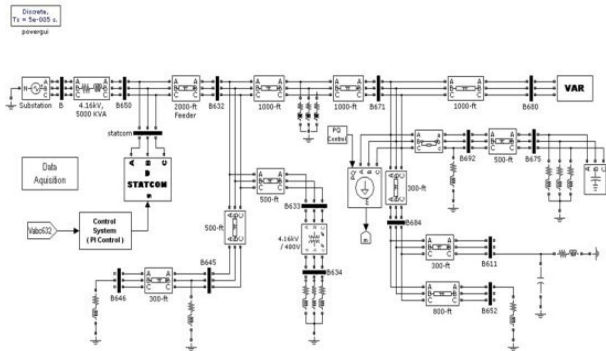 Discrete,
Ts = 5e-005 s.
powergui
Substation
B
4.16kV,
5000 KVA
B650
2000-ft
Feeder
B632
1000-ft
1000-ft
B671
1000-ft
B680
VAR
statcom
STATCOM
Data
Aquisition
Control
System
( PI Control )
Vabc632
PQ
Control
m
300-ft
B692
500-ft
B675
500-ft
B633
4.16kV
/ 480V
B634
500-ft
B645
300-ft
B646
B684
300-ft
B611
800-ft
B652